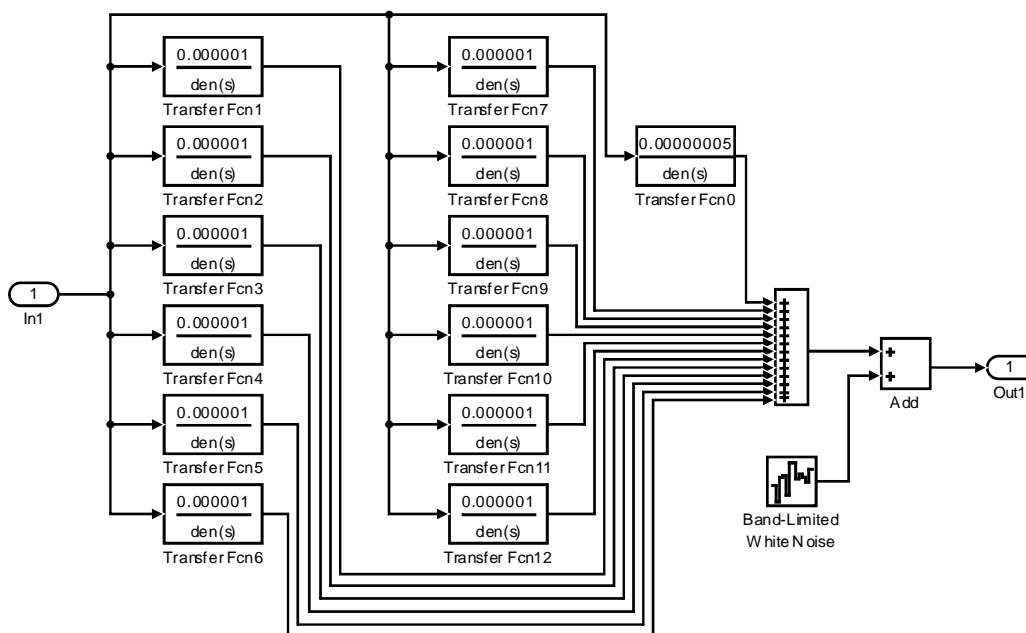 0.000001
den(s)
Transfer Fcn1
0.000001
den(s)
Transfer Fcn2
0.000001
den(s)
Transfer Fcn3
0.000001
den(s)
Transfer Fcn4
0.000001
den(s)
Transfer Fcn5
0.000001
den(s)
Transfer Fcn6
1
In1
0.000001
den(s)
Transfer Fcn7
0.000001
den(s)
Transfer Fcn8
0.000001
den(s)
Transfer Fcn9
0.000001
den(s)
Transfer Fcn10
0.000001
den(s)
Transfer Fcn11
0.000001
den(s)
Transfer Fcn12
0.00000005
den(s)
Transfer Fcn0
+
+
Add
Band-Limited
White Noise
1
Out1